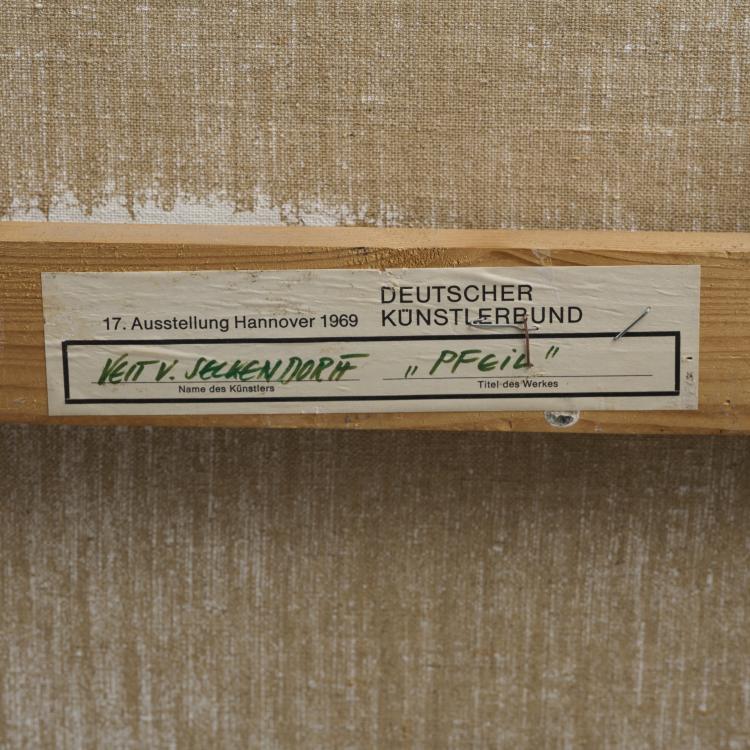 DEUTSCHER
17. Ausstellung Hannover 1969 KÜNSTLERBUND
VEIT V. SECKENDORFF „PFEIL“
Name des Künstlers Titel des Werkes